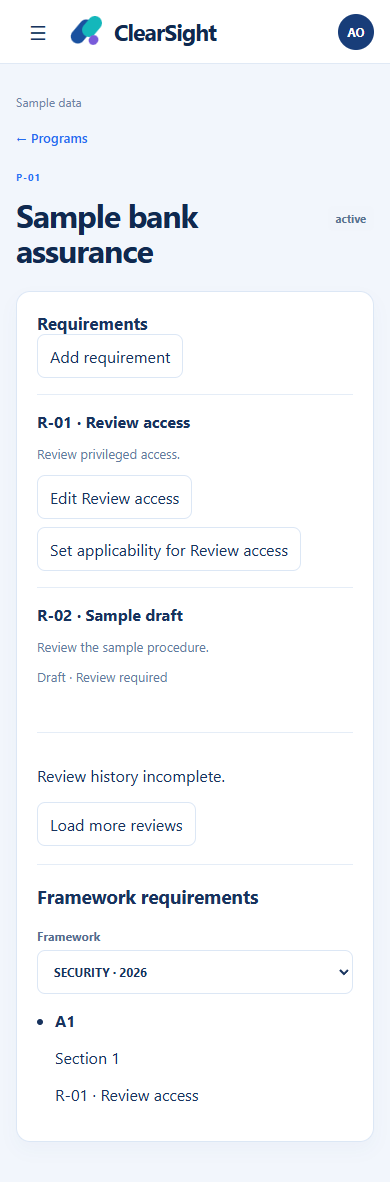 ☰ ClearSight AO
Sample data
← Programs
P-01
Sample bank
assurance
active
Requirements
Add requirement
R-01 · Review access
Review privileged access.
Edit Review access
Set applicability for Review access
R-02 · Sample draft
Review the sample procedure.
Draft · Review required
Review history incomplete.
Load more reviews
Framework requirements
Framework
SECURITY · 2026
• A1
Section 1
R-01 · Review access